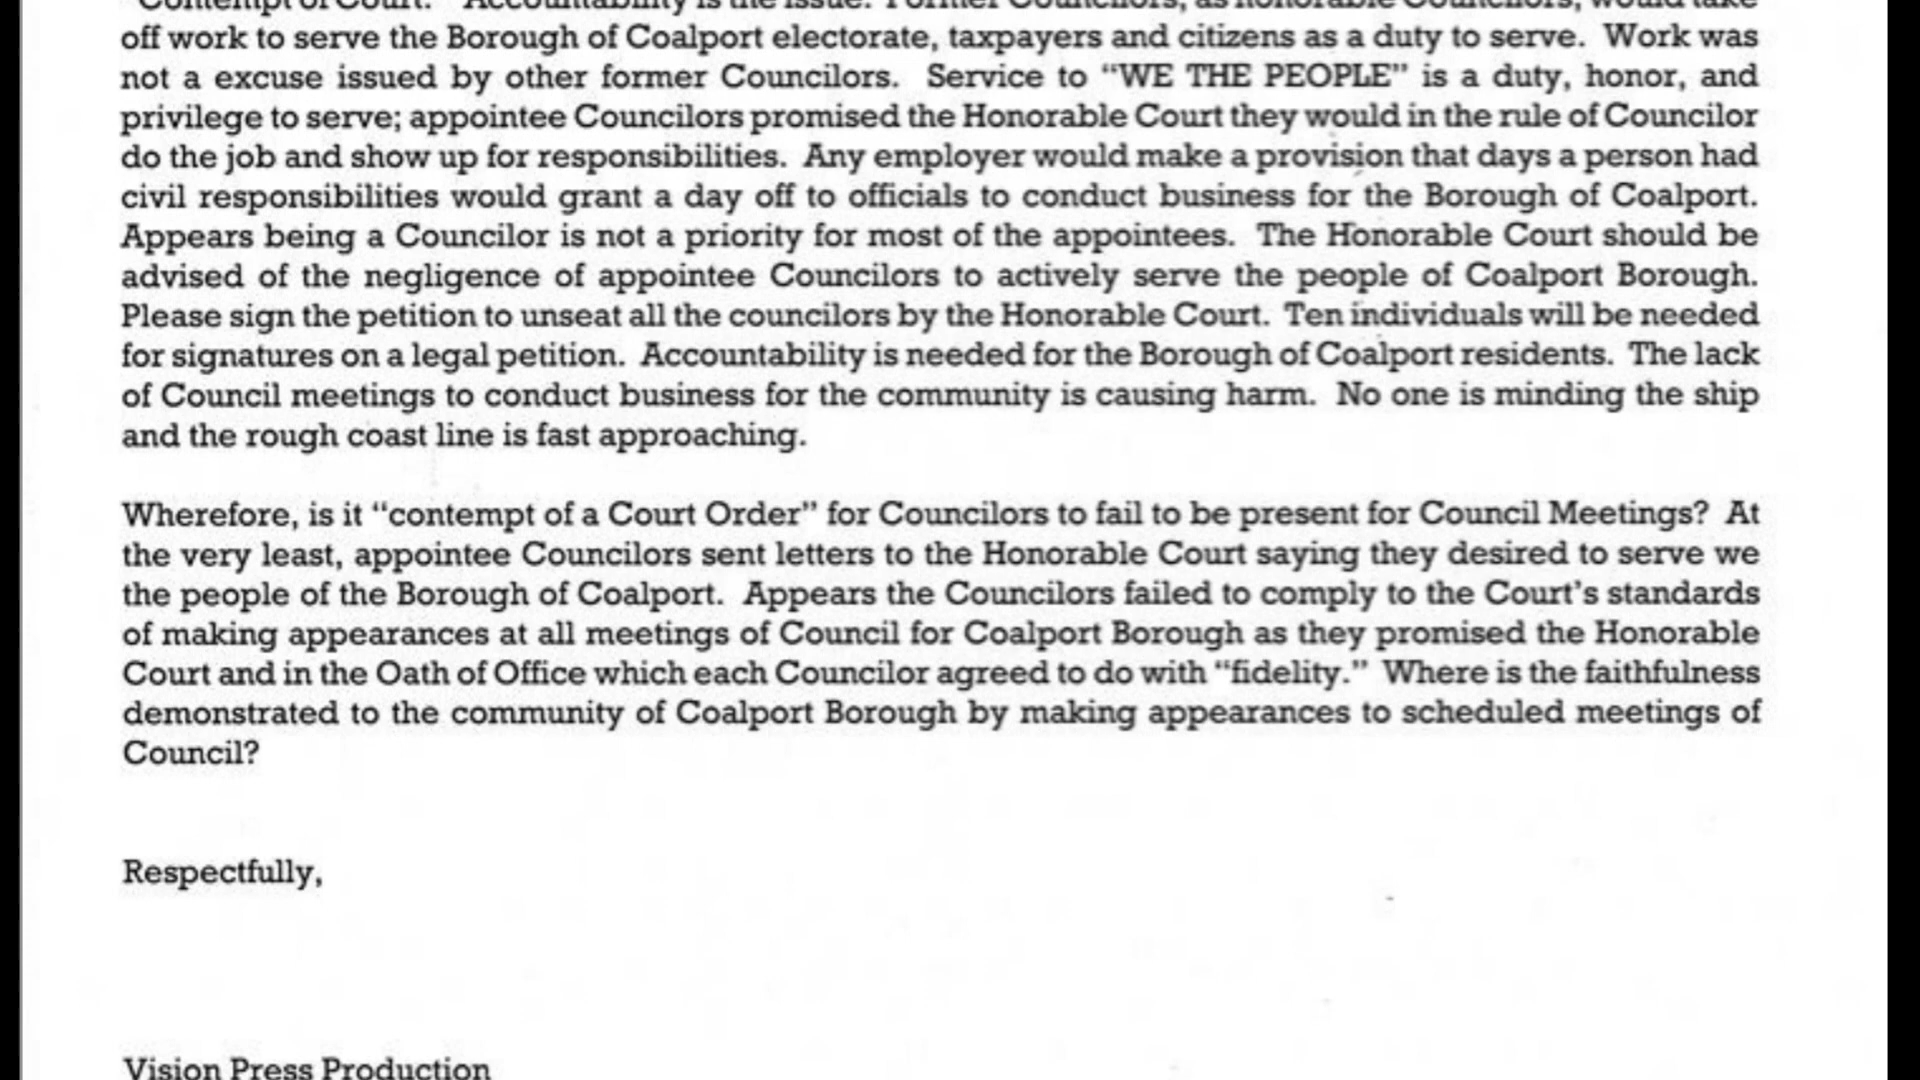 "Contempt of Court." Accountability is the issue. Former Councilors, as honorable Councilors, would take
off work to serve the Borough of Coalport electorate, taxpayers and citizens as a duty to serve. Work was
not a excuse issued by other former Councilors. Service to “WE THE PEOPLE” is a duty, honor, and
privilege to serve; appointee Councilors promised the Honorable Court they would in the rule of Councilor
do the job and show up for responsibilities. Any employer would make a provision that days a person had
civil responsibilities would grant a day off to officials to conduct business for the Borough of Coalport.
Appears being a Councilor is not a priority for most of the appointees. The Honorable Court should be
advised of the negligence of appointee Councilors to actively serve the people of Coalport Borough.
Please sign the petition to unseat all the councilors by the Honorable Court. Ten individuals will be needed
for signatures on a legal petition. Accountability is needed for the Borough of Coalport residents. The lack
of Council meetings to conduct business for the community is causing harm. No one is minding the ship
and the rough coast line is fast approaching.
Wherefore, is it “contempt of a Court Order” for Councilors to fail to be present for Council Meetings? At
the very least, appointee Councilors sent letters to the Honorable Court saying they desired to serve we
the people of the Borough of Coalport. Appears the Councilors failed to comply to the Court’s standards
of making appearances at all meetings of Council for Coalport Borough as they promised the Honorable
Court and in the Oath of Office which each Councilor agreed to do with “fidelity.” Where is the faithfulness
demonstrated to the community of Coalport Borough by making appearances to scheduled meetings of
Council?
Respectfully,
Vision Press Production